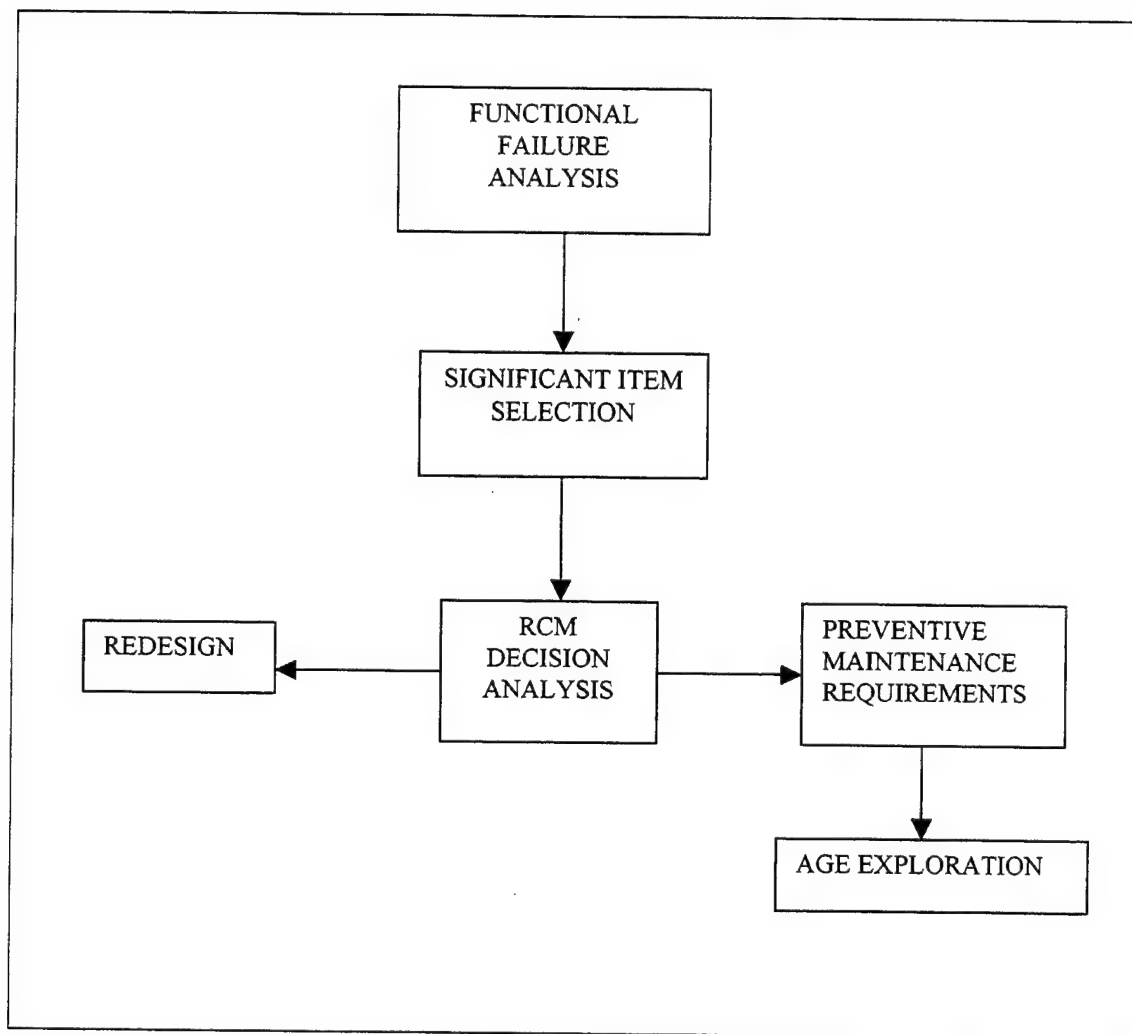 FUNCTIONAL
FAILURE
ANALYSIS
SIGNIFICANT ITEM
SELECTION
REDESIGN
RCM
DECISION
ANALYSIS
PREVENTIVE
MAINTENANCE
REQUIREMENTS
AGE EXPLORATION